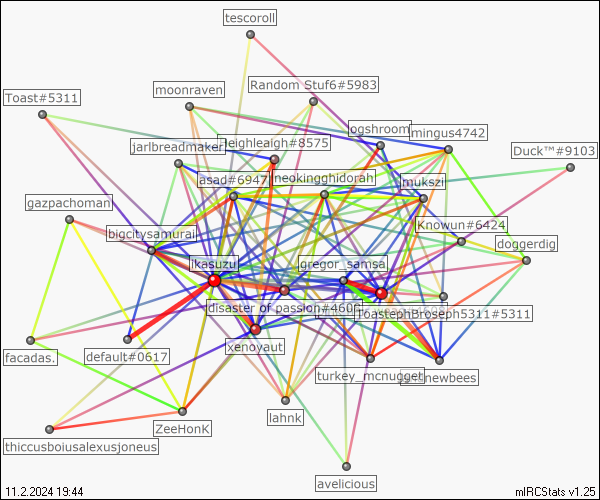 tescoroll
moonraven
Random Stuf6#5983
Toast#5311
ogshroom
mingus4742
jarlbreadmaker
leighleaigh#8575
Duck™#9103
asad#6947
neokingghidorah
mukszi
gazpachoman
Knowun#6424
bigcitysamurai
doggerdig
ikasuzu
gregor_samsa
disaster of passion#460
ToastephBroseph5311#5311
xenoyaut
facadas.
default#0617
turkey_mcnugget
newbees
lahnk
ZeeHonK
thiccusboiusalexusjoneus
avelicious
11.2.2024 19:44
mIRCStats v1.25